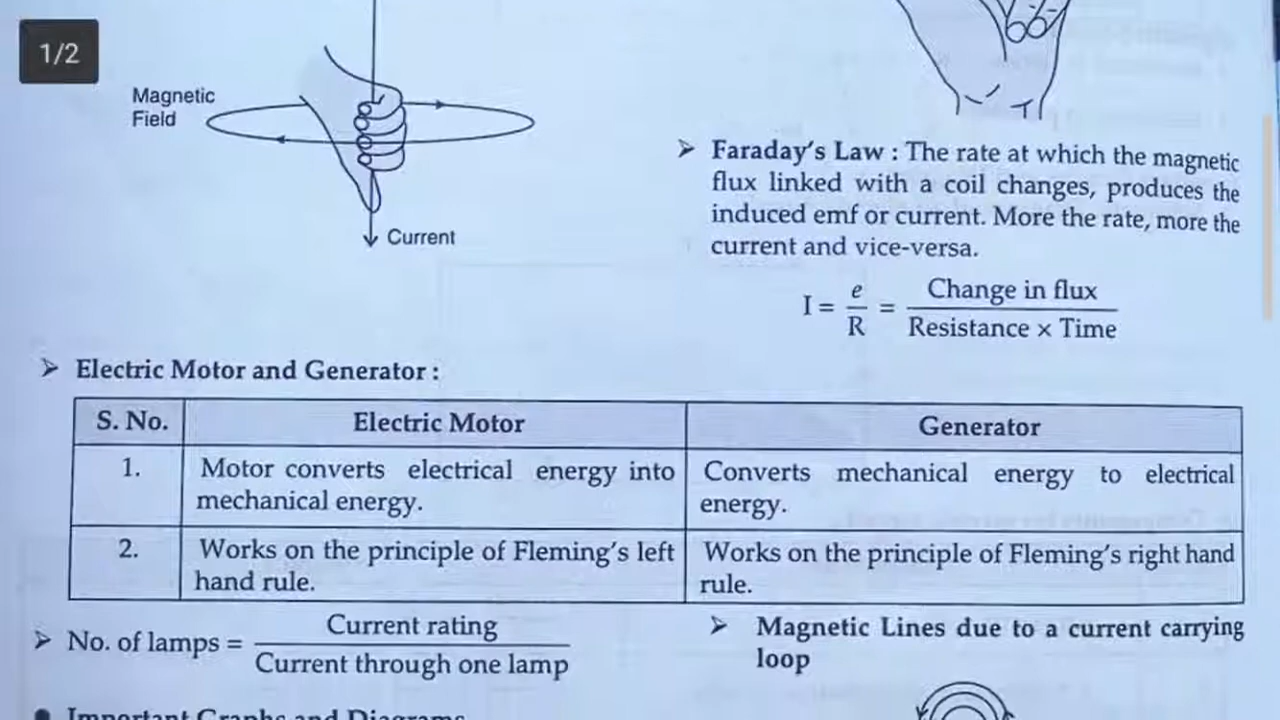 1/2
Magnetic
Field
Current
➤ Faraday's Law : The rate at which the magnetic
flux linked with a coil changes, produces the
induced emf or current. More the rate, more the
current and vice-versa.
I = e/R = Change in flux / Resistance × Time
➤ Electric Motor and Generator :
S. No. Electric Motor Generator
1. Motor converts electrical energy into Converts mechanical energy to electrical
mechanical energy. energy.
2. Works on the principle of Fleming's left Works on the principle of Fleming's right hand
hand rule. rule.
➤ No. of lamps = Current rating / Current through one lamp
➤ Magnetic Lines due to a current carrying
loop
● Important Graphs and Diagrams